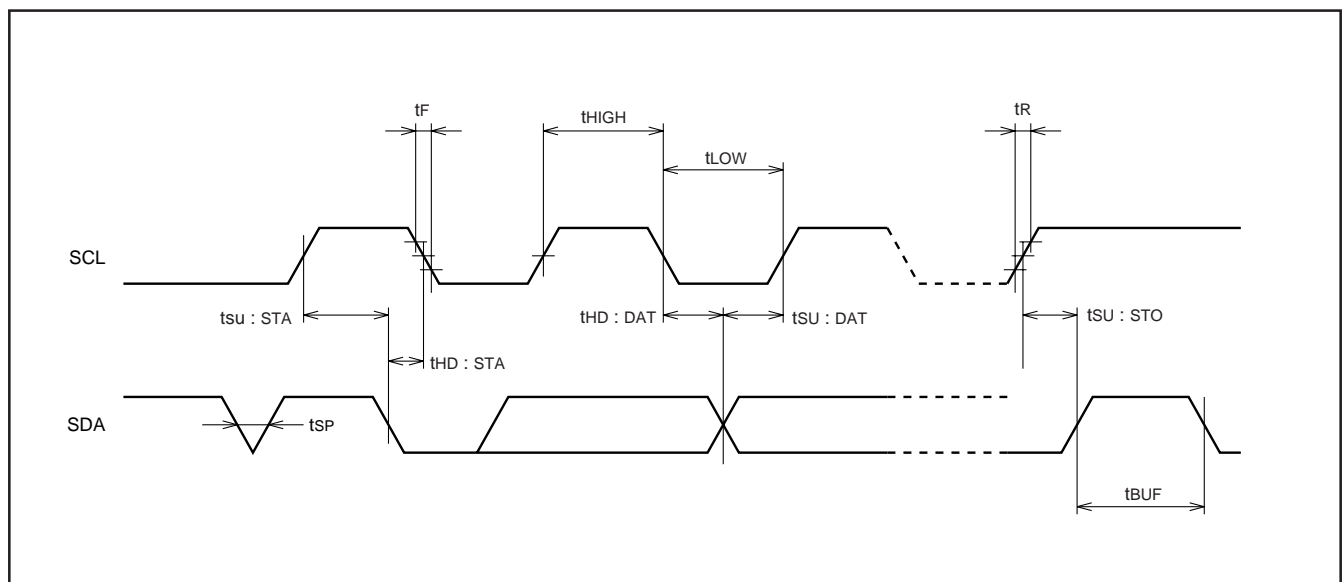 tF
tHIGH
tR
tLOW
SCL
tsu : STA
tHD : DAT
tSU : DAT
tSU : STO
tHD : STA
SDA
tSP
tBUF